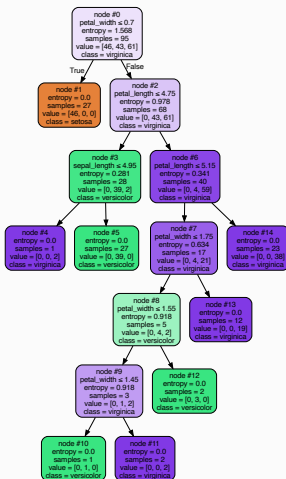 node #0
petal_width ≤ 0.7
entropy = 1.568
samples = 95
value = [46, 43, 61]
class = virginica
True
False
node #1
entropy = 0.0
samples = 27
value = [46, 0, 0]
class = setosa
node #2
petal_length ≤ 4.75
entropy = 0.978
samples = 68
value = [0, 43, 61]
class = virginica
node #3
sepal_length ≤ 4.95
entropy = 0.281
samples = 28
value = [0, 39, 2]
class = versicolor
node #6
petal_length ≤ 5.15
entropy = 0.341
samples = 40
value = [0, 4, 59]
class = virginica
node #4
entropy = 0.0
samples = 1
value = [0, 0, 2]
class = virginica
node #5
entropy = 0.0
samples = 27
value = [0, 39, 0]
class = versicolor
node #7
petal_width ≤ 1.75
entropy = 0.634
samples = 17
value = [0, 4, 21]
class = virginica
node #14
entropy = 0.0
samples = 23
value = [0, 0, 38]
class = virginica
node #8
petal_width ≤ 1.55
entropy = 0.918
samples = 5
value = [0, 4, 2]
class = versicolor
node #13
entropy = 0.0
samples = 12
value = [0, 0, 19]
class = virginica
node #9
petal_width ≤ 1.45
entropy = 0.918
samples = 3
value = [0, 1, 2]
class = virginica
node #12
entropy = 0.0
samples = 2
value = [0, 3, 0]
class = versicolor
node #10
entropy = 0.0
samples = 1
value = [0, 1, 0]
class = versicolor
node #11
entropy = 0.0
samples = 2
value = [0, 0, 2]
class = virginica